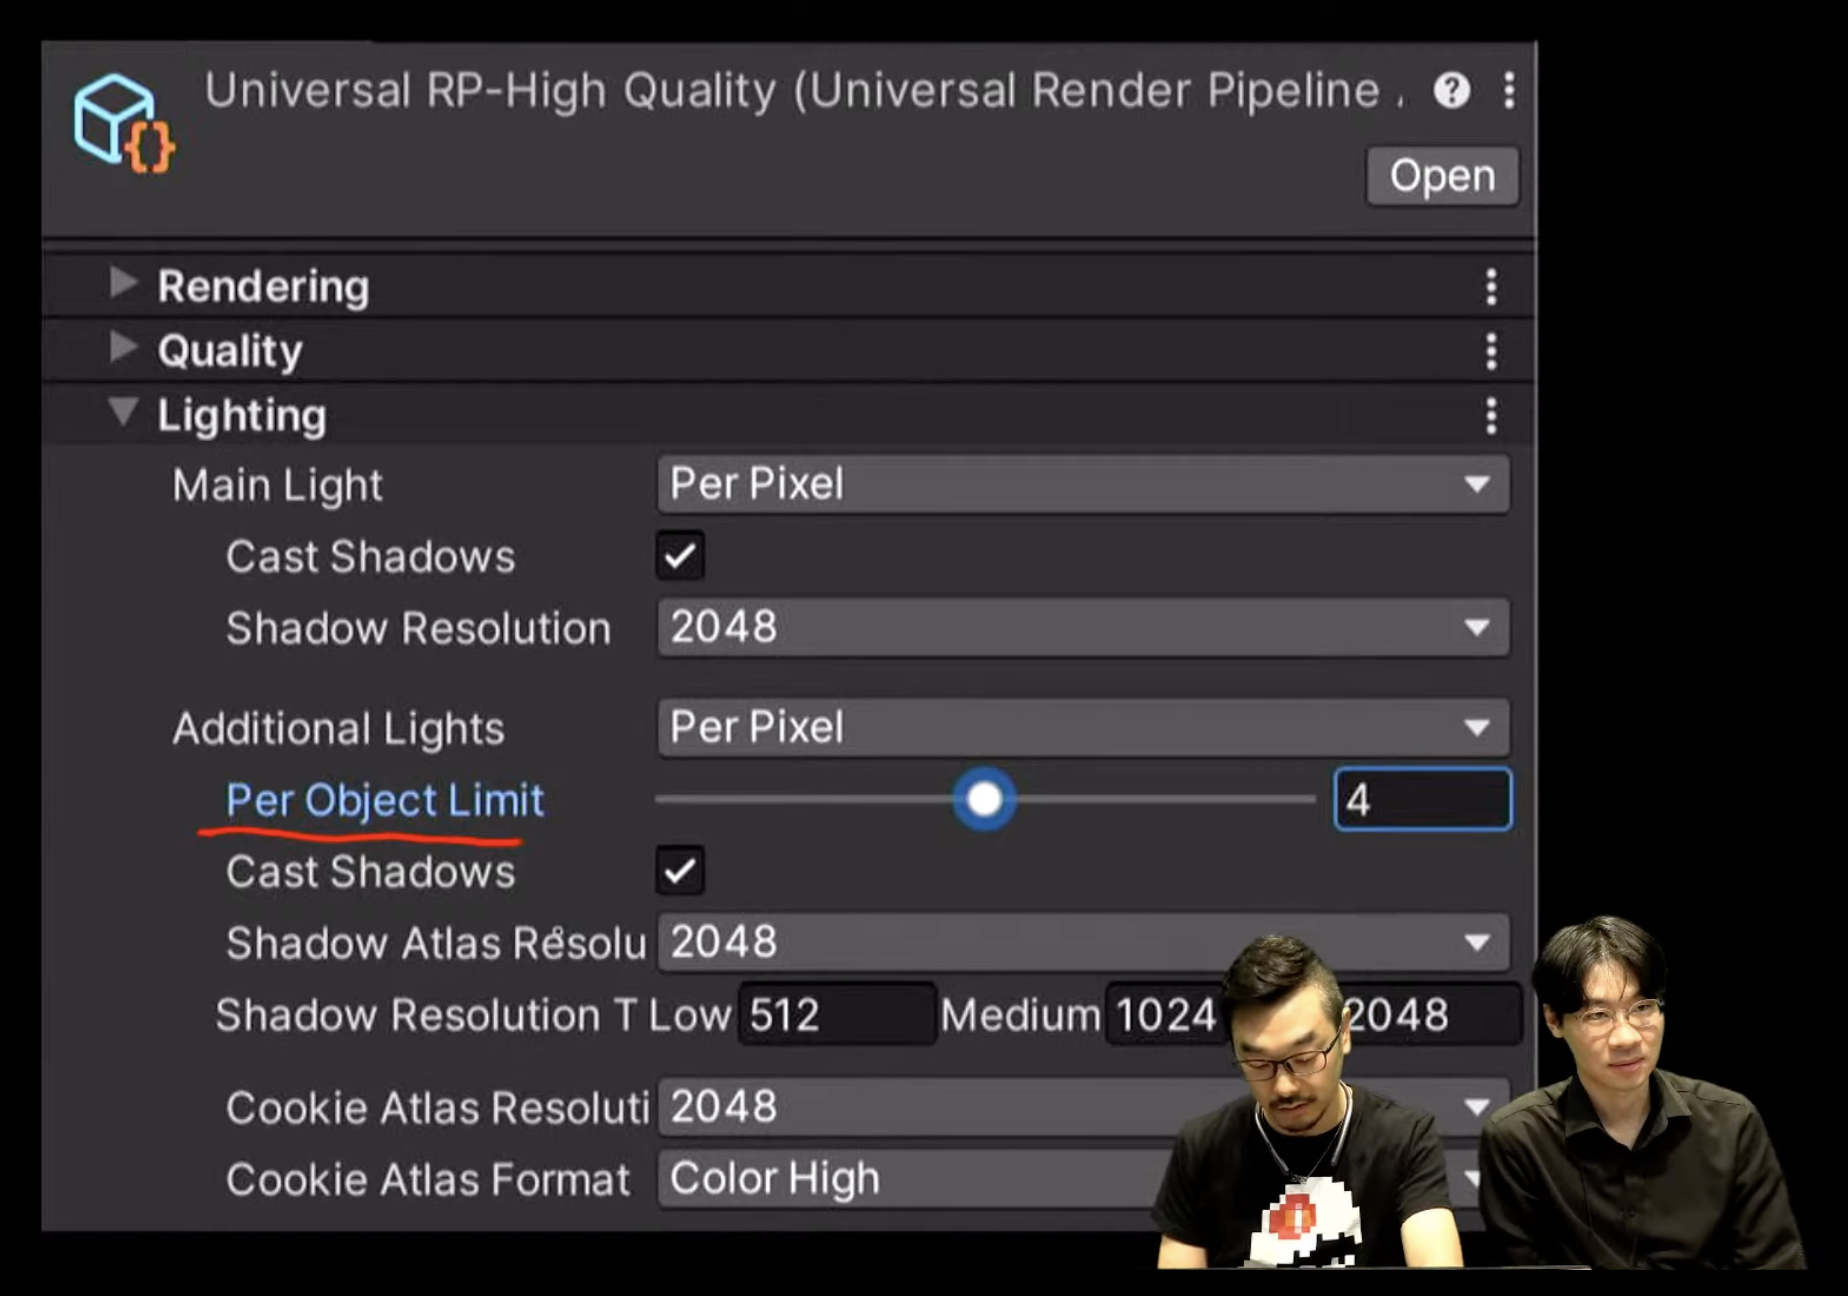 Universal RP-High Quality (Universal Render Pipeline
Open
Rendering
Quality
Lighting
Main Light Per Pixel
Cast Shadows
Shadow Resolution 2048
Additional Lights Per Pixel
Per Object Limit 4
Cast Shadows
Shadow Atlas Resolu 2048
Shadow Resolution T Low 512 Medium 1024 2048
Cookie Atlas Resoluti 2048
Cookie Atlas Format Color High